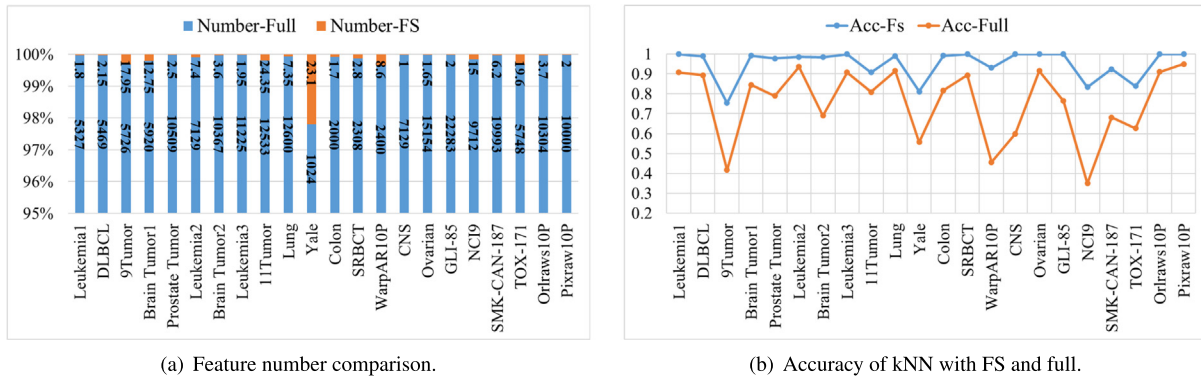 Number-Full Number-FS
100%
99%
98%
97%
96%
95%
1.8 2.15 17.95 12.75 2.5 7.4 3.6 1.95 24.35 7.35 23.1 1.7 2.8 8.6 1 1.65 2 15 6.2 19.6 3.7 2
5327 5469 5726 5920 10509 7129 10367 11225 12533 12600 1024 2000 2308 2400 7129 15154 22283 9712 19993 5748 10304 10000
Leukemia1
DLBCL
9Tumor
Brain Tumor1
Prostate Tumor
Leukemia2
Brain Tumor2
Leukemia3
11Tumor
Lung
Yale
Colon
SRBCT
WarpAR10P
CNS
Ovarian
GLI-85
NCI9
SMK-CAN-187
TOX-171
Orlraws10P
Pixraw10P
(a) Feature number comparison.
Acc-Fs Acc-Full
1
0.9
0.8
0.7
0.6
0.5
0.4
0.3
0.2
Leukemia1
DLBCL
9Tumor
Brain Tumor1
Prostate Tumor
Leukemia2
Brain Tumor2
Leukemia3
11Tumor
Lung
Yale
Colon
SRBCT
WarpAR10P
CNS
Ovarian
GLI-85
NCI9
SMK-CAN-187
TOX-171
Orlraws10P
Pixraw10P
(b) Accuracy of kNN with FS and full.